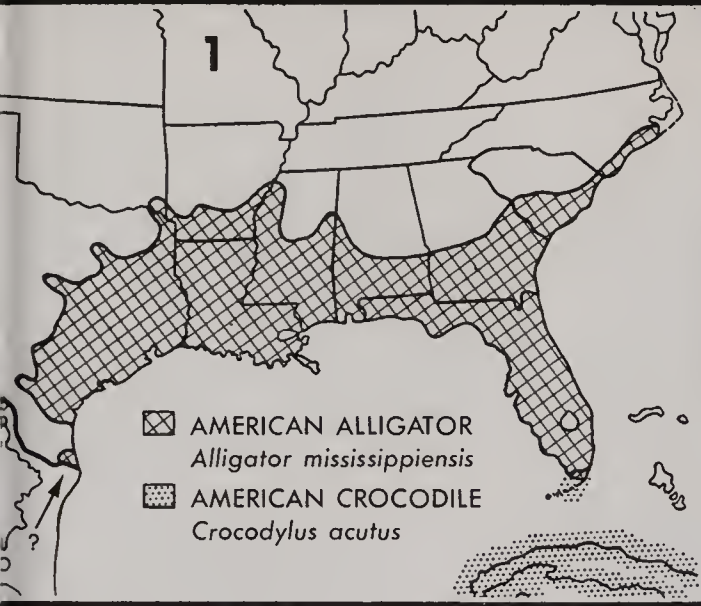 1
AMERICAN ALLIGATOR
Alligator mississippiensis
AMERICAN CROCODILE
Crocodylus acutus
?